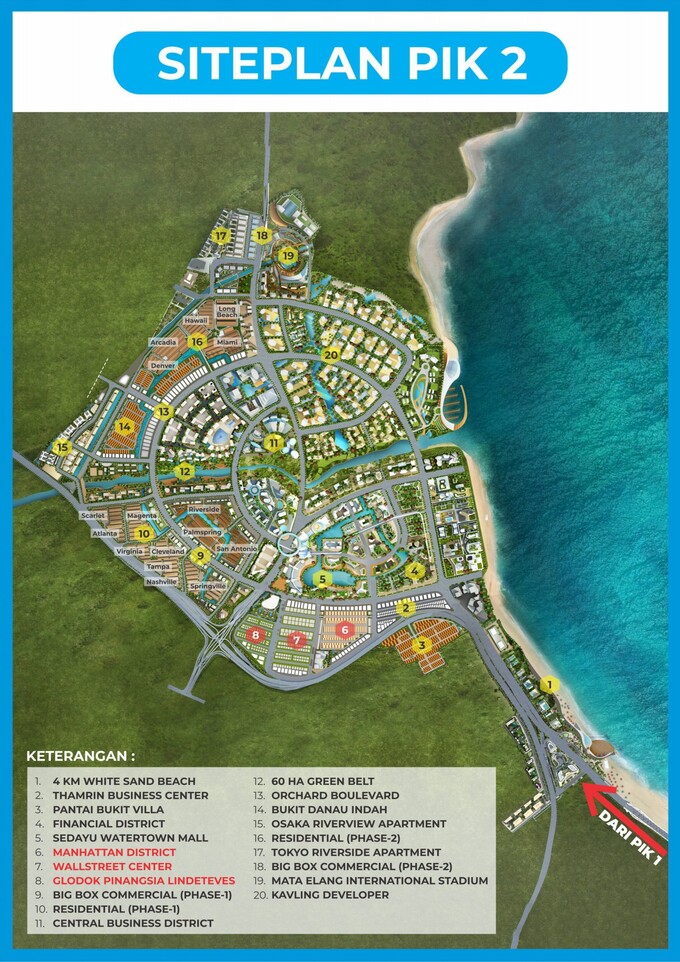 SITEPLAN PIK 2
17
18
19
Long
Beach
Hawaii
16
Arcadia
Miami
20
Denver
13
14
15
11
12
Scarlet
Magenta
Riverside
Atlanta
10
Palmspring
Virginia
Cleveland
9
San Antonio
Tampa
Nashville
Springville
5
4
2
8
7
6
3
1
DARI PIK 1
KETERANGAN :
1. 4 KM WHITE SAND BEACH
2. THAMRIN BUSINESS CENTER
3. PANTAI BUKIT VILLA
4. FINANCIAL DISTRICT
5. SEDAYU WATERTOWN MALL
6. MANHATTAN DISTRICT
7. WALLSTREET CENTER
8. GLODOK PINANGSIA LINDETEVES
9. BIG BOX COMMERCIAL (PHASE-1)
10. RESIDENTIAL (PHASE-1)
11. CENTRAL BUSINESS DISTRICT
12. 60 HA GREEN BELT
13. ORCHARD BOULEVARD
14. BUKIT DANAU INDAH
15. OSAKA RIVERVIEW APARTMENT
16. RESIDENTIAL (PHASE-2)
17. TOKYO RIVERSIDE APARTMENT
18. BIG BOX COMMERCIAL (PHASE-2)
19. MATA ELANG INTERNATIONAL STADIUM
20. KAVLING DEVELOPER